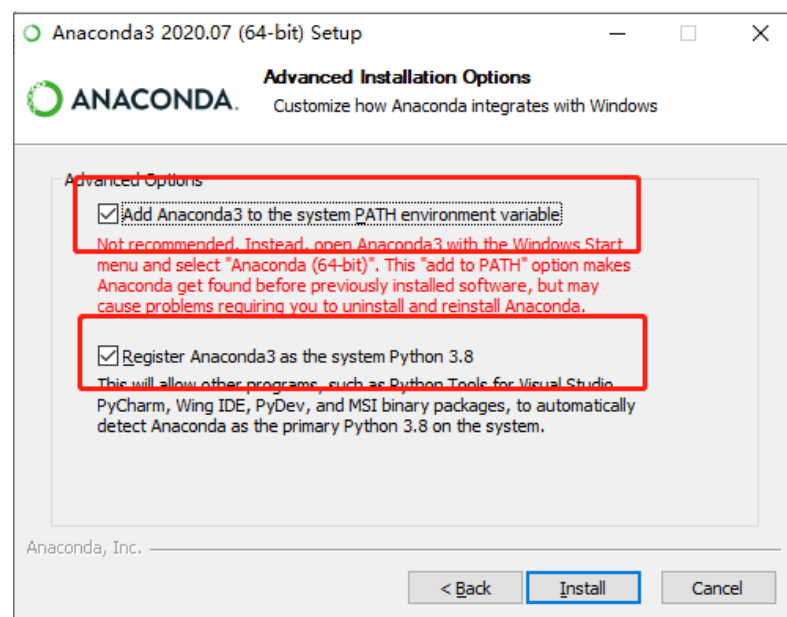 Anaconda3 2020.07 (64-bit) Setup
ANACONDA.
Advanced Installation Options
Customize how Anaconda integrates with Windows
Advanced Options
Add Anaconda3 to the system PATH environment variable
Not recommended. Instead, open Anaconda3 with the Windows Start
menu and select "Anaconda (64-bit)". This "add to PATH" option makes
Anaconda get found before previously installed software, but may
cause problems requiring you to uninstall and reinstall Anaconda.
Register Anaconda3 as the system Python 3.8
This will allow other programs, such as Python Tools for Visual Studio
PyCharm, Wing IDE, PyDev, and MSI binary packages, to automatically
detect Anaconda as the primary Python 3.8 on the system.
Anaconda, Inc.
< Back
Install
Cancel